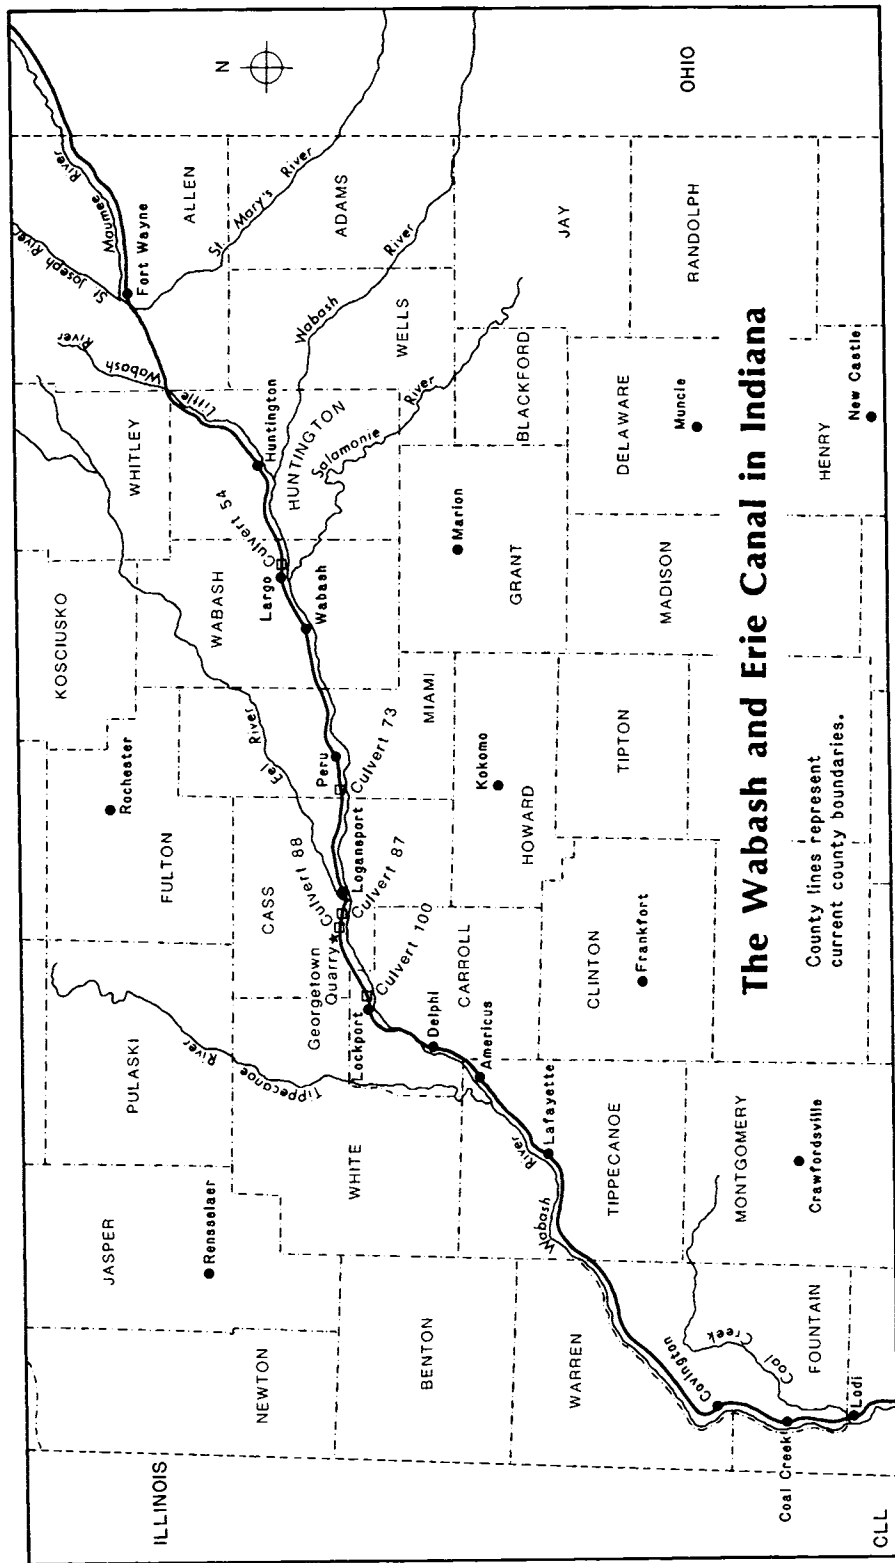 The Wabash and Erie Canal in Indiana
County lines represent
current county boundaries.
N
ILLINOIS
OHIO
CLL
JASPER
Rensselaer
NEWTON
BENTON
WARREN
PULASKI
WHITE
TIPPECANOE
MONTGOMERY
Crawfordsville
FOUNTAIN
Covington
Coal Creek
Lodi
Coal
Creek
Wabash
River
Lafayette
Americus
Delphi
Lockport
Georgetown
Quarry
Tippecanoe
River
CARROLL
CLINTON
Frankfort
Culvert 100
Culvert 87
Culvert 88
Logansport
CASS
FULTON
Rochester
Eel
River
Peru
Culvert 73
MIAMI
Kokomo
HOWARD
TIPTON
KOSCIUSKO
WABASH
Wabash
Largo
Culvert 54
Marion
GRANT
MADISON
WHITLEY
HUNTINGTON
Huntington
Salamonie
River
Little
Wabash
River
BLACKFORD
DELAWARE
Muncie
HENRY
New Castle
WELLS
Wabash
River
ADAMS
JAY
RANDOLPH
ALLEN
Fort Wayne
St Joseph River
Maumee
River
St. Mary's River